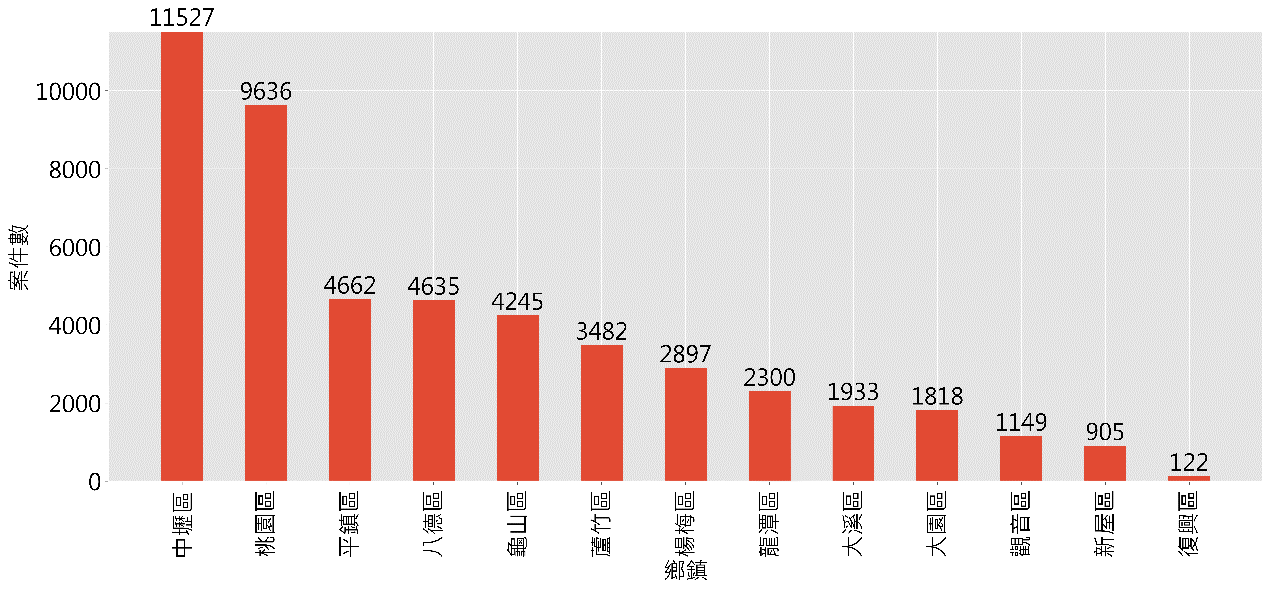 11527
9636
4662
4635
4245
3482
2897
2300
1933
1818
1149
905
122
10000
8000
6000
4000
2000
0
案件數
中壢區
桃園區
平鎮區
八德區
龜山區
蘆竹區
楊梅區
龍潭區
大溪區
大園區
觀音區
新屋區
復興區
鄉鎮